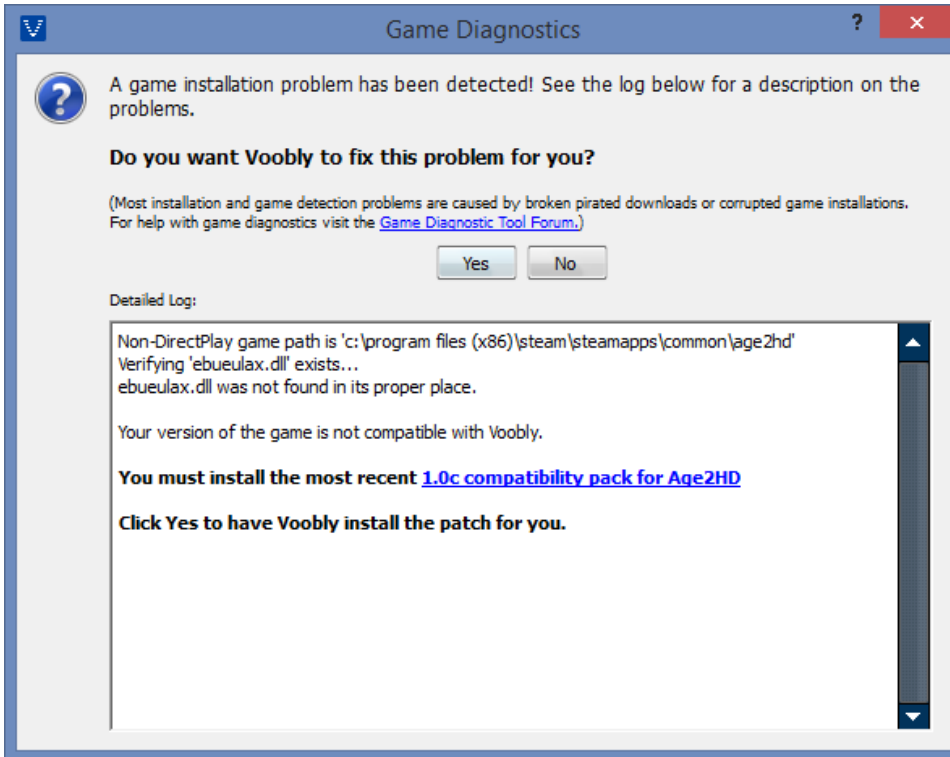 Game Diagnostics
?
×
A game installation problem has been detected! See the log below for a description on the
problems.
Do you want Voobly to fix this problem for you?
(Most installation and game detection problems are caused by broken pirated downloads or corrupted game installations.
For help with game diagnostics visit the Game Diagnostic Tool Forum.)
Yes No
Detailed Log:
Non-DirectPlay game path is 'c:\program files (x86)\steam\steamapps\common\age2hd'
Verifying 'ebueulax.dll' exists...
ebueulax.dll was not found in its proper place.
Your version of the game is not compatible with Voobly.
You must install the most recent 1.0c compatibility pack for Age2HD
Click Yes to have Voobly install the patch for you.